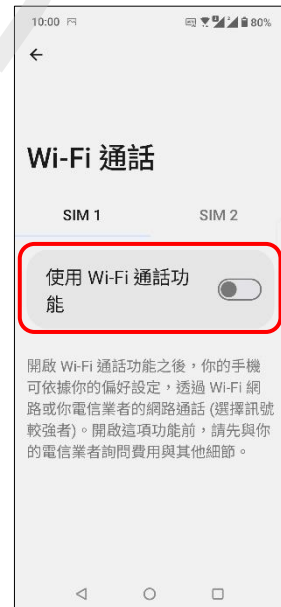 10:00
80%
Wi-Fi 通話
SIM 1 SIM 2
使用 Wi-Fi 通話功
能
開啟 Wi-Fi 通話功能之後，你的手機
可依據你的偏好設定，透過 Wi-Fi 網
路或你電信業者的網路通話 (選擇訊號
較強者)。開啟這項功能前，請先與你
的電信業者詢問費用與其他細節。